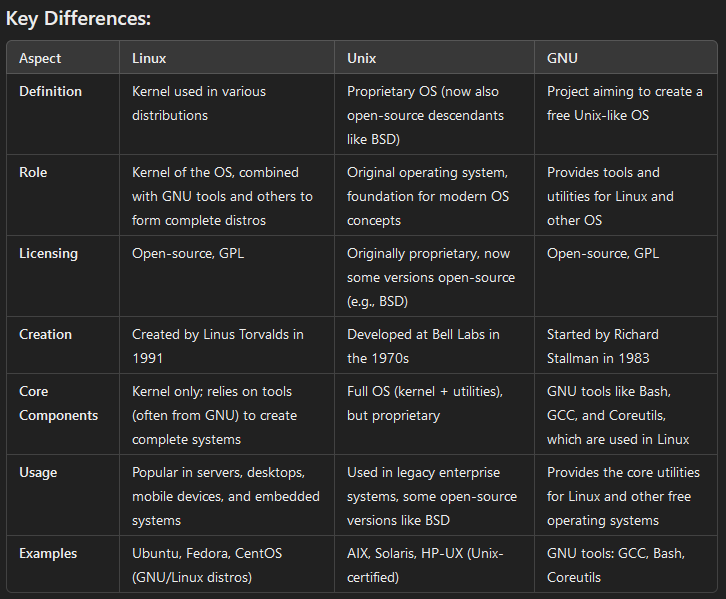 Key Differences:
Aspect Linux Unix GNU
Definition Kernel used in various Proprietary OS (now also Project aiming to create a
distributions open-source descendants free Unix-like OS
like BSD)
Role Kernel of the OS, combined Original operating system, Provides tools and
with GNU tools and others to foundation for modern OS utilities for Linux and
form complete distros concepts other OS
Licensing Open-source, GPL Originally proprietary, now Open-source, GPL
some versions open-source
(e.g., BSD)
Creation Created by Linus Torvalds in Developed at Bell Labs in Started by Richard
1991 the 1970s Stallman in 1983
Core Kernel only; relies on tools Full OS (kernel + utilities), GNU tools like Bash,
Components (often from GNU) to create but proprietary GCC, and Coreutils,
complete systems which are used in Linux
Usage Popular in servers, desktops, Used in legacy enterprise Provides the core utilities
mobile devices, and embedded systems, some open-source for Linux and other free
systems versions like BSD operating systems
Examples Ubuntu, Fedora, CentOS AIX, Solaris, HP-UX (Unix- GNU tools: GCC, Bash,
(GNU/Linux distros) certified) Coreutils